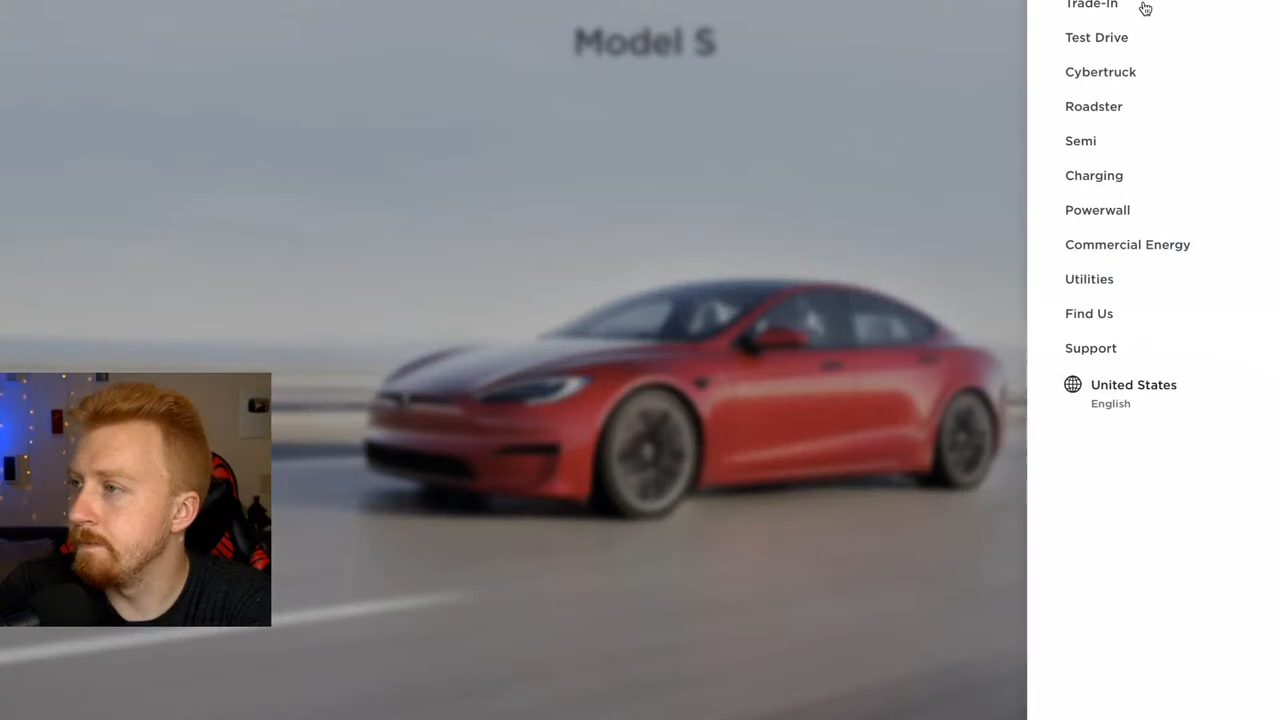 Model S
Trade-In
Test Drive
Cybertruck
Roadster
Semi
Charging
Powerwall
Commercial Energy
Utilities
Find Us
Support
United States
English